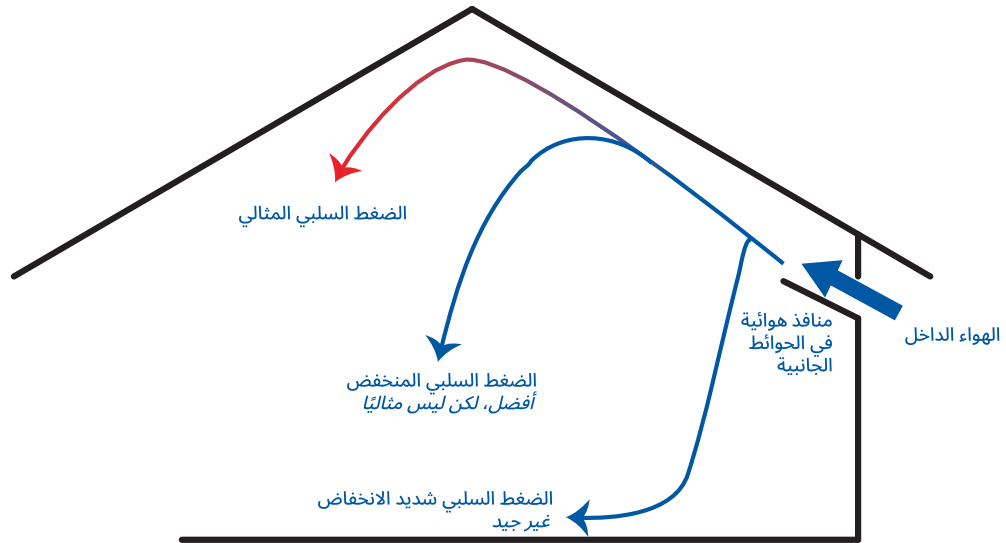 الضغط السلبي المثالي
منافذ هوائية
في الحوائط
الجانبية
الهواء الداخل
الضغط السلبي المنخفض
أفضل، لكن ليس مثاليًا
الضغط السلبي شديد الانخفاض
غير جيد